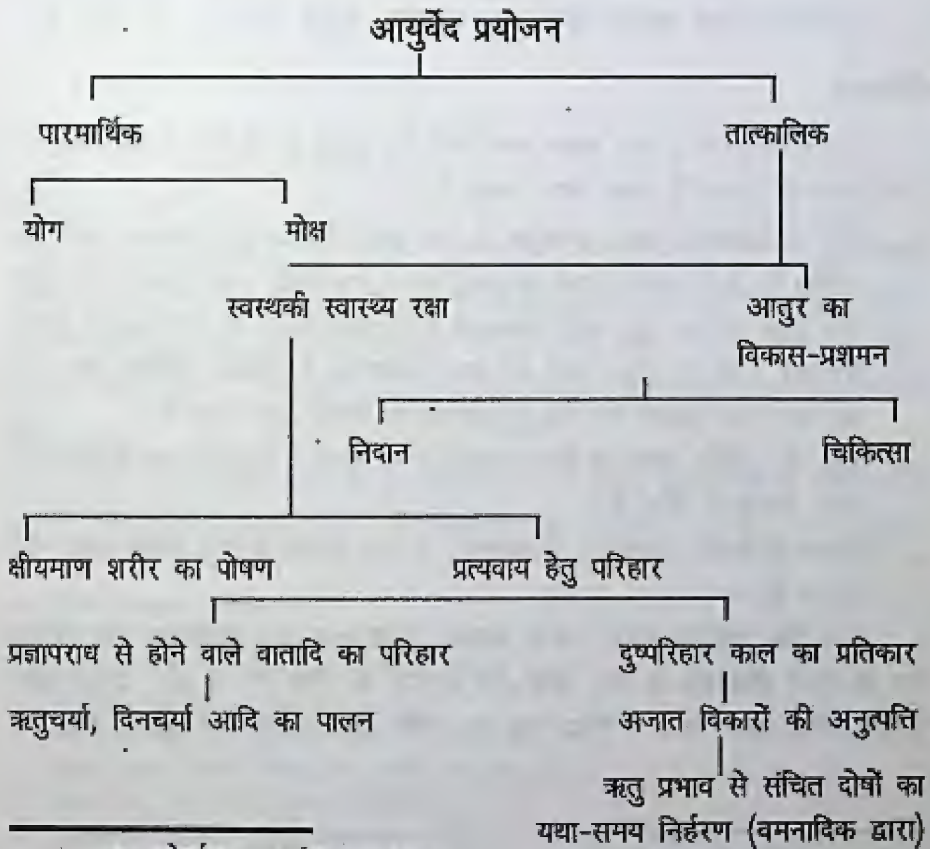 आयुर्वेद प्रयोजन
पारमार्थिक तात्कालिक
योग मोक्ष
स्वस्थकी स्वास्थ्य रक्षा आतुर का
विकास-प्रशमन
निदान चिकित्सा
क्षीयमाण शरीर का पोषण प्रत्यवाय हेतु परिहार
प्रज्ञापराध से होने वाले वातादि का परिहार दुष्परिहार काल का प्रतिकार
ऋतुचर्या, दिनचर्या आदि का पालन अजात विकारों की अनुत्पत्ति
ऋतु प्रभाव से संचित दोषों का
यथा-समय निर्हरण (वमनादिक द्वारा)